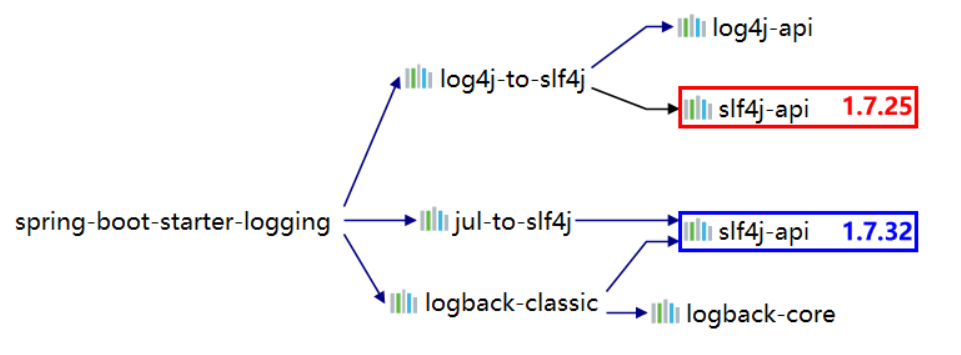 log4j-api
log4j-to-slf4j
slf4j-api 1.7.25
spring-boot-starter-logging
jul-to-slf4j
slf4j-api 1.7.32
logback-classic
logback-core